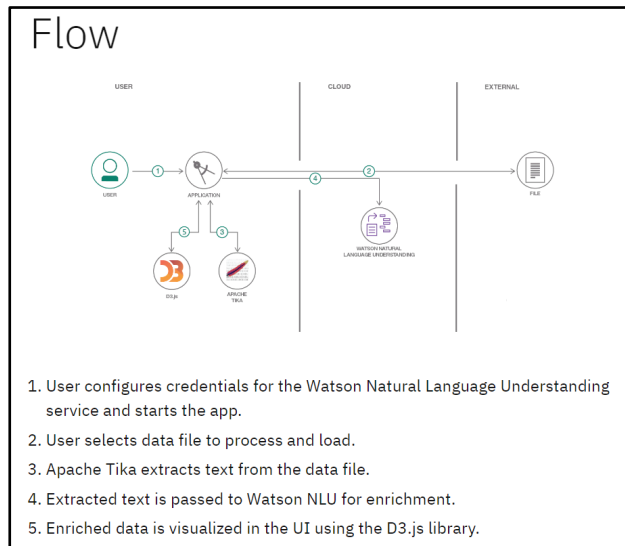 Flow
USER
CLOUD
EXTERNAL
1
2
4
USER
APPLICATION
FILE
5
3
WATSON NATURAL
LANGUAGE UNDERSTANDING
D3
D3.js
APACHE
TIKA
1. User configures credentials for the Watson Natural Language Understanding
service and starts the app.
2. User selects data file to process and load.
3. Apache Tika extracts text from the data file.
4. Extracted text is passed to Watson NLU for enrichment.
5. Enriched data is visualized in the UI using the D3.js library.